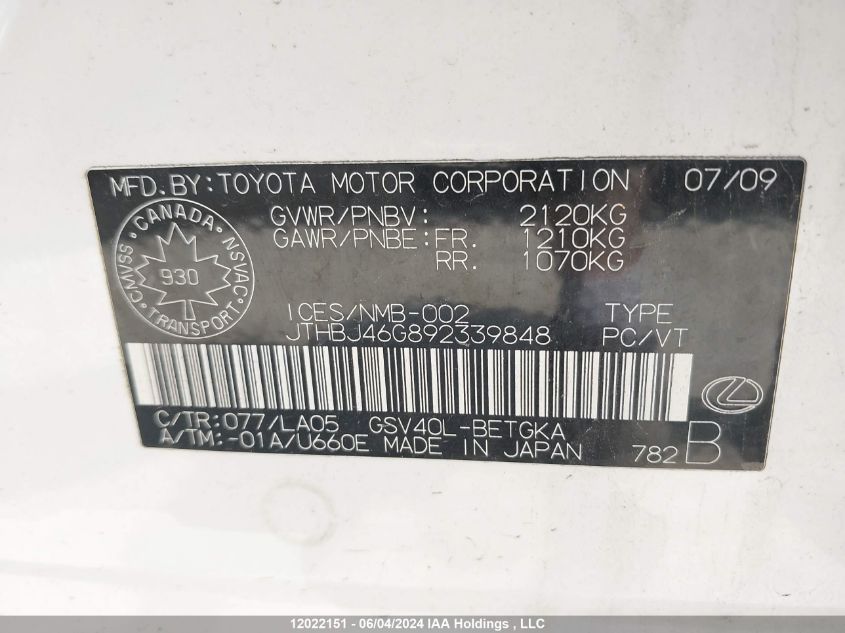 MFD. BY: TOYOTA MOTOR CORPORATION 07/09
GVWR/PNBV: 2120KG
GAWR/PNBE: FR. 1210KG
RR. 1070KG
CANADA
CMVSS 930 NSVAC
TRANSPORT
ICES/NMB-002 TYPE
JTHBJ46G892339848 PC/VT
C/TR: 077/LA05 GSV40L-BETGKA
A/TM: -01A/U660E MADE IN JAPAN 782 B
12022151 - 06/04/2024 IAA Holdings , LLC